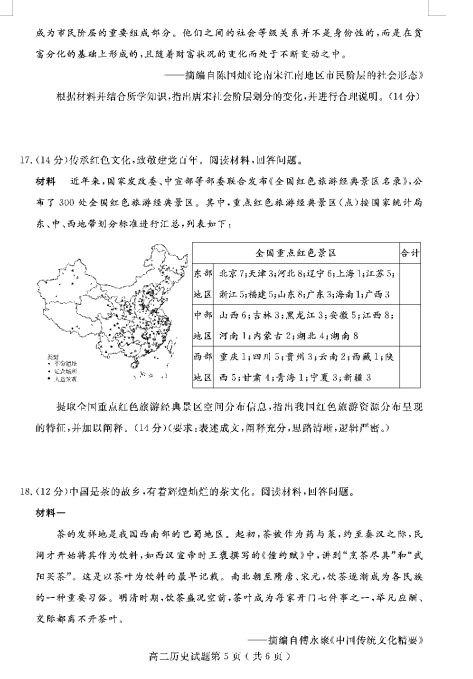 成为市民阶层的重要组成部分。他们之间的社会等级关系并不是身份性的,而是在贫
富分化的基础上形成的,且随着财富状况的变化而处于不断变动之中。
——摘编自陈国灿《论南宋江南地区市民阶层的社会形态》
根据材料并结合所学知识,指出唐宋社会阶层划分的变化,并进行合理说明。(14分)
17.(14分)传承红色文化,致敬建党百年。阅读材料,回答问题。
材料 近年来,国家发改委、中宣部等部委联合发布《全国红色旅游经典景区名录》,公
布了300处全国红色旅游经典景区。其中,重点红色旅游经典景区(点)按国家统计局
东、中、西地带划分标准进行汇总,列表如下:
全国重点红色景区 合计
东部 北京7;天津3;河北8;辽宁6;上海1;江苏5;
地区 浙江5;福建5;山东8;广东3;海南1;广西3
中部 山西6;吉林3;黑龙江3;安徽5;江西8;
地区 河南1;内蒙古2;湖北4;湖南8
西部 重庆1;四川5;贵州3;云南2;西藏1;陕
地区 西5;甘肃4;青海1;宁夏3;新疆3
提取全国重点红色旅游经典景区空间分布信息,指出我国红色旅游资源分布呈现
的特征,并加以阐释。(14分)(要求:表述成文,阐释充分,思路清晰,逻辑严密。)
18.(12分)中国是茶的故乡,有着辉煌灿烂的茶文化。阅读材料,回答问题。
材料一
茶的发祥地是我国西南部的巴蜀地区。起初,茶被作为药与菜,约至秦汉之际,民
间才开始将其作为饮料,如西汉宣帝时王褒撰写的《僮约赋》中,讲到“烹茶尽具”和“武
阳买茶”。这是以茶叶为饮料的最早记载。南北朝至隋唐、宋元,饮茶逐渐成为各民族
的一种重要习俗。明清时期,饮茶盛况空前,茶叶成为每家开门七件事之一,举凡应酬、
交际都离不开茶叶。
——摘编自傅永聚《中国传统文化精要》
高二历史试题第5页(共6页)